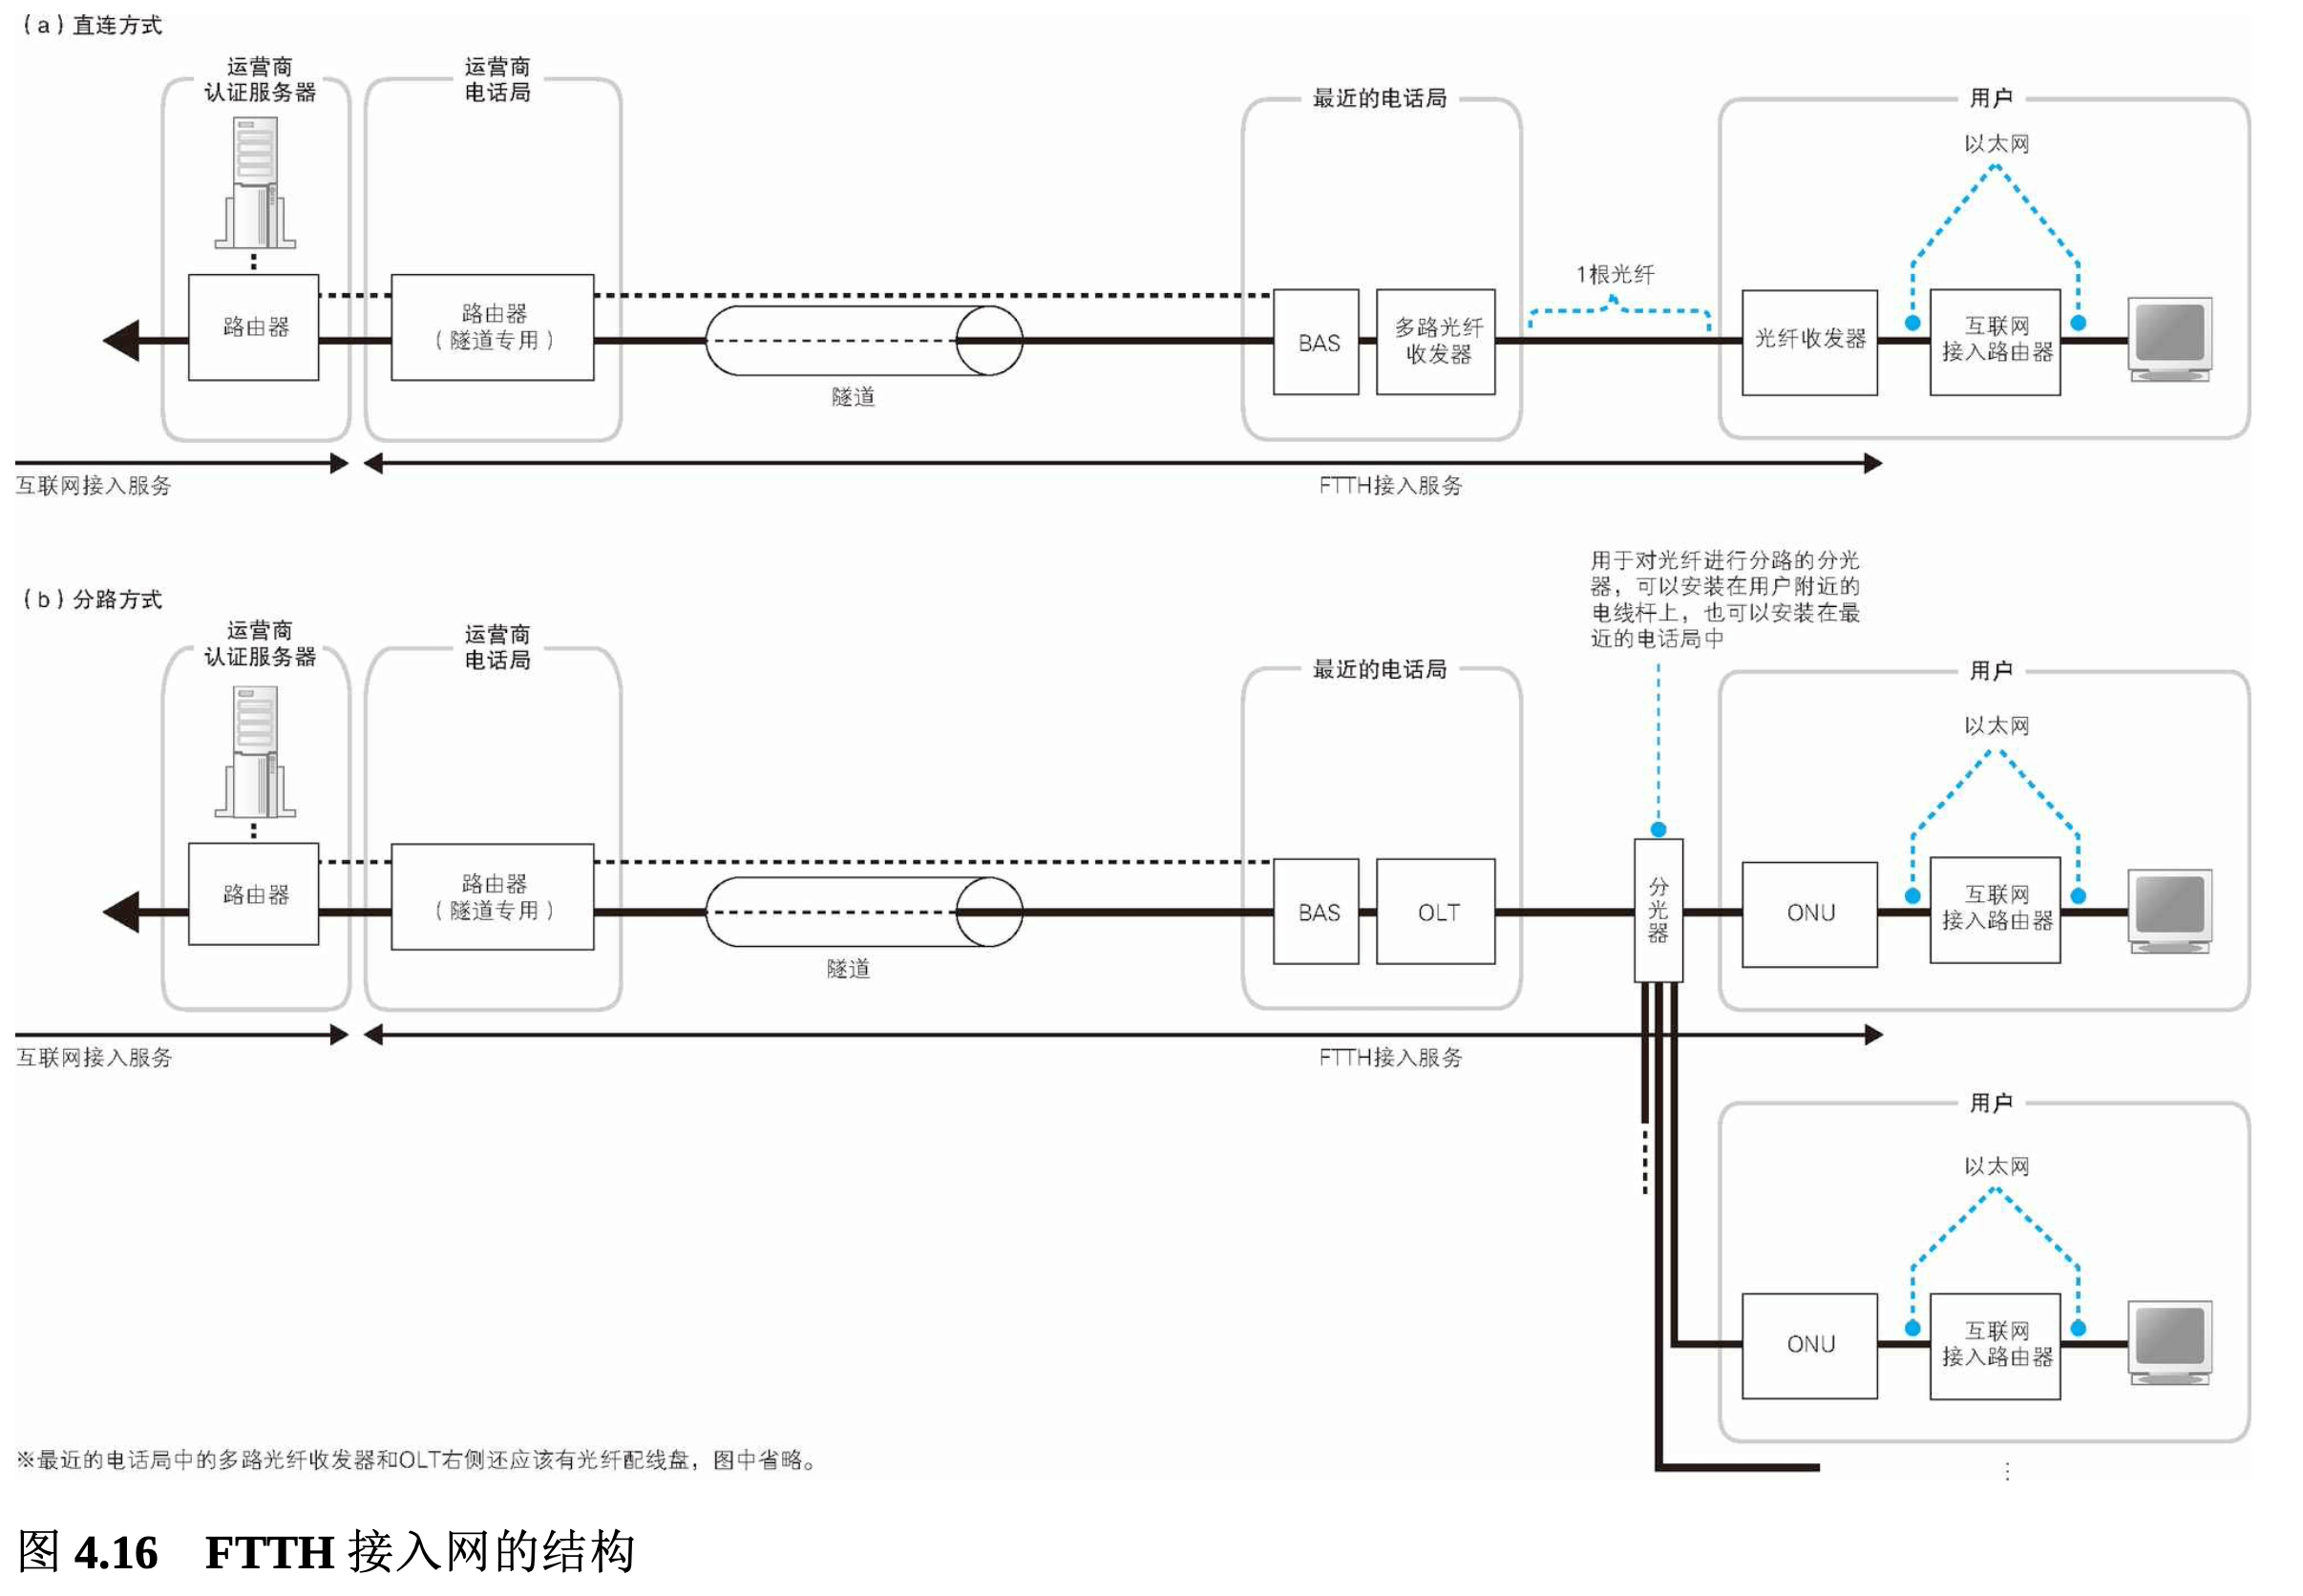 （a）直连方式
运营商
认证服务器
运营商
电话局
最近的电话局
用户
以太网
1根光纤
路由器
路由器
（隧道专用）
BAS
多路光纤
收发器
光纤收发器
互联网
接入路由器
隧道
互联网接入服务
FTTH接入服务
用于对光纤进行分路的分光
器，可以安装在用户附近的
电线杆上，也可以安装在最
近的电话局中
（b）分路方式
运营商
认证服务器
运营商
电话局
最近的电话局
用户
以太网
路由器
路由器
（隧道专用）
BAS
OLT
分光器
ONU
互联网
接入路由器
隧道
互联网接入服务
FTTH接入服务
用户
以太网
ONU
互联网
接入路由器
⋮
※最近的电话局中的多路光纤收发器和OLT右侧还应该有光纤配线盘，图中省略。
图 4.16 FTTH 接入网的结构